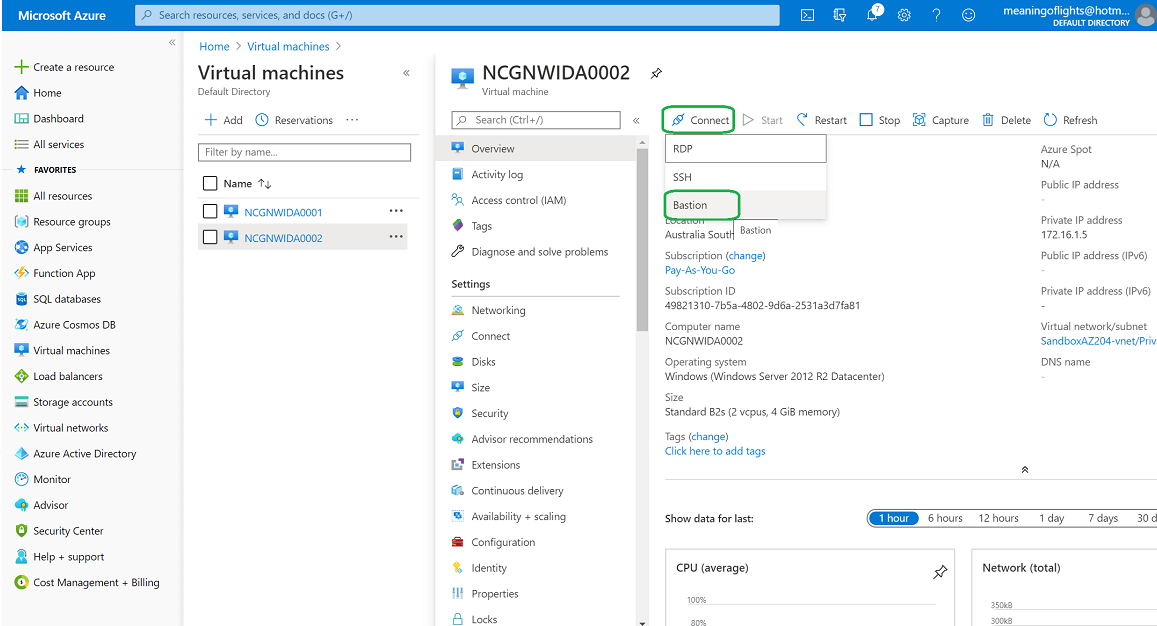 Microsoft Azure
Search resources, services, and docs (G+/)
7
meaningoflights@hotm...
DEFAULT DIRECTORY
«
Create a resource
Home
Dashboard
All services
FAVORITES
All resources
Resource groups
App Services
Function App
SQL databases
Azure Cosmos DB
Virtual machines
Load balancers
Storage accounts
Virtual networks
Azure Active Directory
Monitor
Advisor
Security Center
Help + support
Cost Management + Billing
Home > Virtual machines >
Virtual machines
«
Default Directory
Add
Reservations
...
Filter by name...
Name ↑↓
NCGNWIDA0001
...
NCGNWIDA0002
...
NCGNWIDA0002
Virtual machine
Search (Ctrl+/)
«
Overview
Activity log
Access control (IAM)
Tags
Diagnose and solve problems
Settings
Networking
Connect
Disks
Size
Security
Advisor recommendations
Extensions
Continuous delivery
Availability + scaling
Configuration
Identity
Properties
Locks
Connect
Start
Restart
Stop
Capture
Delete
Refresh
RDP
SSH
Bastion
Bastion
Location
Australia South
Subscription (change)
Pay-As-You-Go
Subscription ID
49821310-7b5a-4802-9d6a-2531a3d7fa81
Computer name
NCGNWIDA0002
Operating system
Windows (Windows Server 2012 R2 Datacenter)
Size
Standard B2s (2 vcpus, 4 GiB memory)
Tags (change)
Click here to add tags
Azure Spot
N/A
Public IP address
-
Private IP address
172.16.1.5
Public IP address (IPv6)
-
Private IP address (IPv6)
-
Virtual network/subnet
SandboxAZ204-vnet/Priv
DNS name
-
Show data for last:
1 hour
6 hours
12 hours
1 day
7 days
30 d
CPU (average)
100%
80%
Network (total)
350kB
300kB